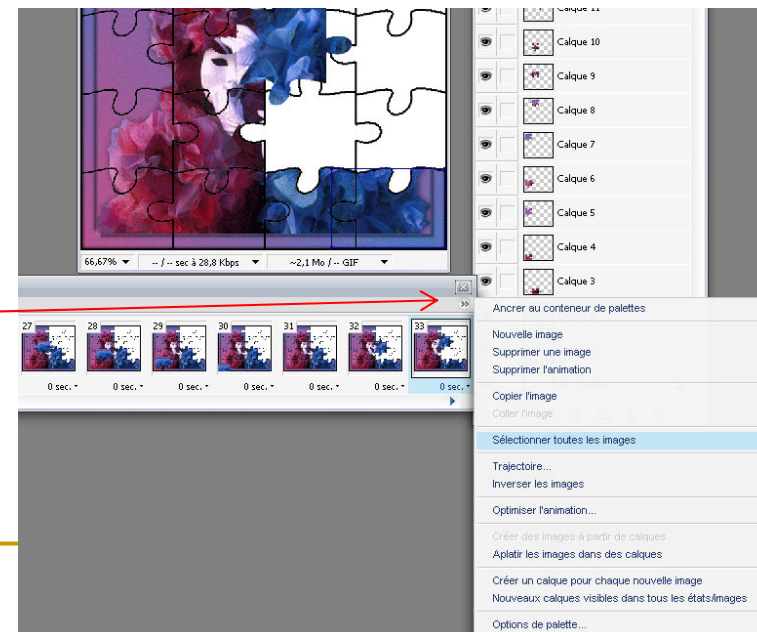 Calque 11
Calque 10
Calque 9
Calque 8
Calque 7
Calque 6
Calque 5
Calque 4
Calque 3
66,67% -- / -- sec à 28,8 Kbps ~2,1 Mo / -- GIF
27 28 29 30 31 32 33
0 sec. 0 sec. 0 sec. 0 sec. 0 sec. 0 sec. 0 sec.
Ancrer au conteneur de palettes
Nouvelle image
Supprimer une image
Supprimer l'animation
Copier l'image
Coller l'image
Sélectionner toutes les images
Trajectoire...
Inverser les images
Optimiser l'animation...
Créer des images à partir de calques
Aplatir les images dans des calques
Créer un calque pour chaque nouvelle image
Nouveaux calques visibles dans tous les états/images
Options de palette...